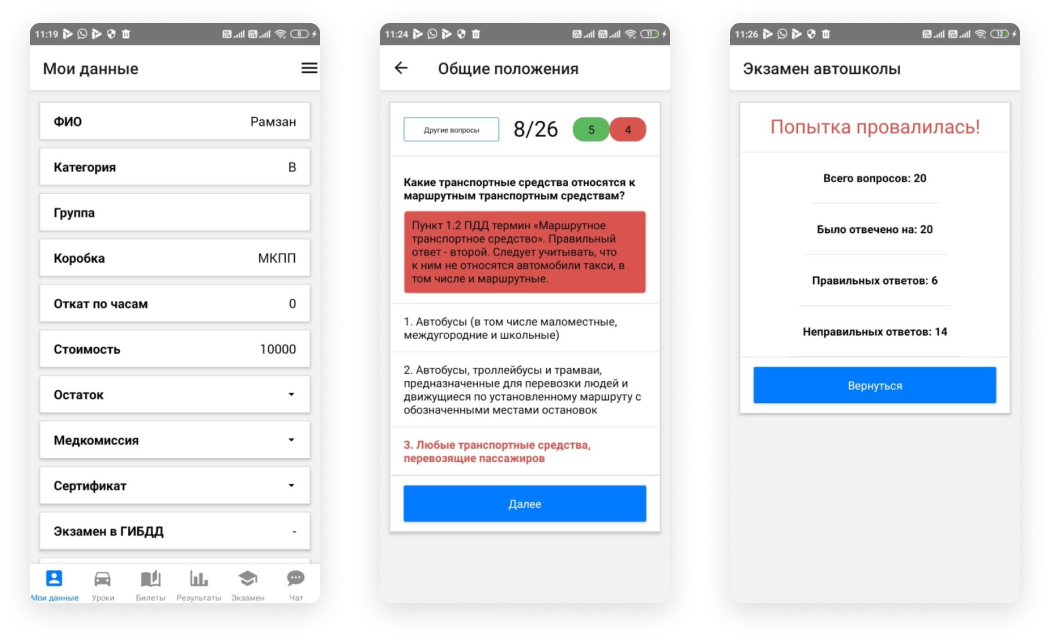 11:19
8
Мои данные
ФИО Рамзан
Категория B
Группа
Коробка МКПП
Откат по часам 0
Стоимость 10000
Остаток
Медкомиссия
Сертификат
Экзамен в ГИБДД -
Мои данные Уроки Билеты Результаты Экзамен Чат
11:24
11
Общие положения
Другие вопросы 8/26 5 4
Какие транспортные средства относятся к
маршрутным транспортным средствам?
Пункт 1.2 ПДД термин «Маршрутное
транспортное средство». Правильный
ответ - второй. Следует учитывать, что
к ним не относятся автомобили такси, в
том числе и маршрутные.
1. Автобусы (в том числе маломестные,
междугородние и школьные)
2. Автобусы, троллейбусы и трамваи,
предназначенные для перевозки людей и
движущиеся по установленному маршруту с
обозначенными местами остановок
3. Любые транспортные средства,
перевозящие пассажиров
Далее
11:26
12
Экзамен автошколы
Попытка провалилась!
Всего вопросов: 20
Было отвечено на: 20
Правильных ответов: 6
Неправильных ответов: 14
Вернуться